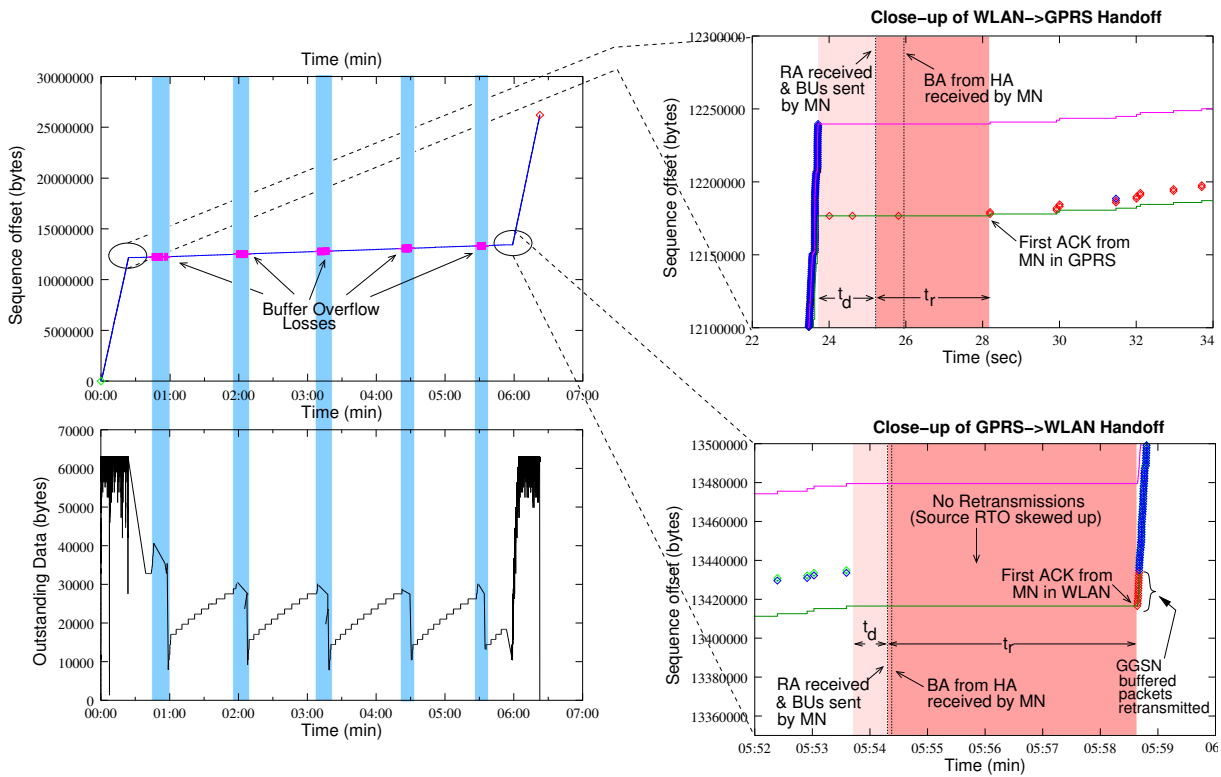 Time (min)
Sequence offset (bytes)
30000000
25000000
20000000
15000000
10000000
5000000
0
Buffer Overflow
Losses
00:00
01:00
02:00
03:00
04:00
05:00
06:00
07:00
Time (min)
Outstanding Data (bytes)
70000
60000
50000
40000
30000
20000
10000
0
00:00
01:00
02:00
03:00
04:00
05:00
06:00
07:00
Time (min)
Close-up of WLAN->GPRS Handoff
Sequence offset (bytes)
12300000
12250000
12200000
12150000
12100000
RA received
& BUs sent
by MN
BA from HA
received by MN
First ACK from
MN in GPRS
td
tr
22
24
26
28
30
32
34
Time (sec)
Close-up of GPRS->WLAN Handoff
Sequence offset (bytes)
13500000
13480000
13460000
13440000
13420000
13400000
13380000
13360000
No Retransmissions
(Source RTO skewed up)
First ACK from
MN in WLAN
td
tr
RA received
& BUs sent
by MN
BA from HA
received by MN
GGSN
buffered
packets
retransmitted
05:52
05:53
05:54
05:55
05:56
05:57
05:58
05:59
06
Time (min)